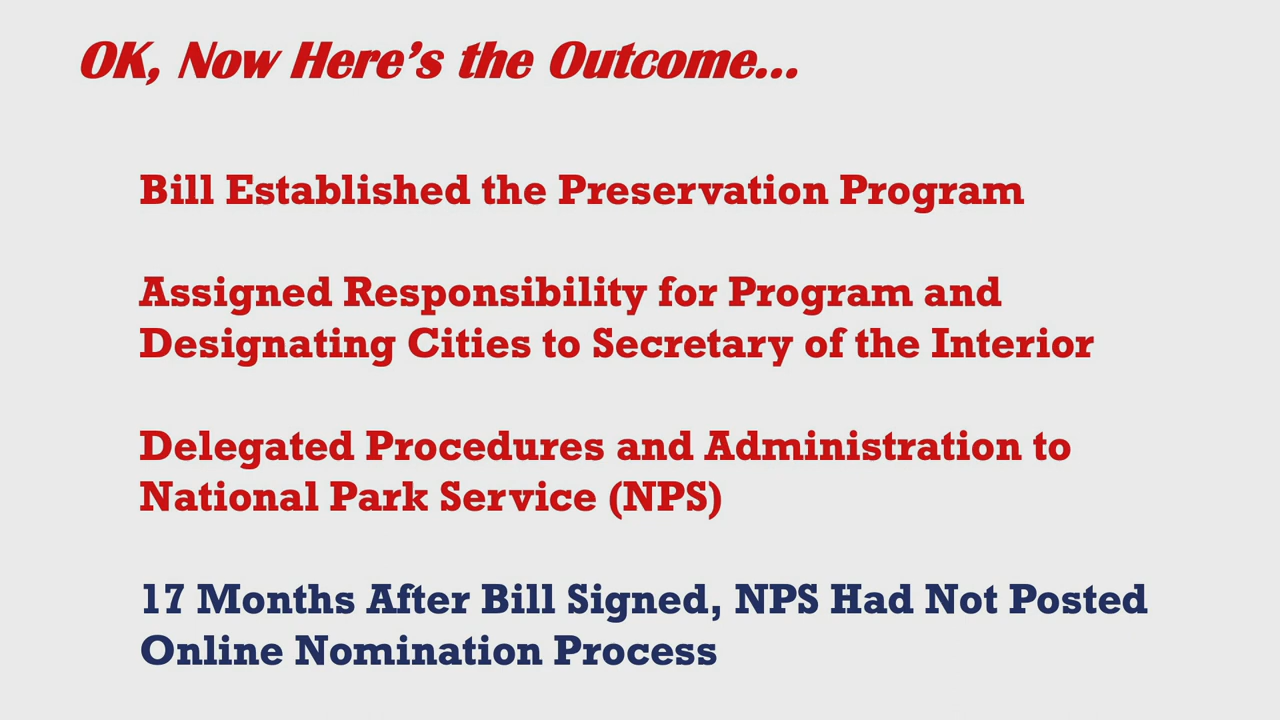 OK, Now Here's the Outcome...
Bill Established the Preservation Program
Assigned Responsibility for Program and
Designating Cities to Secretary of the Interior
Delegated Procedures and Administration to
National Park Service (NPS)
17 Months After Bill Signed, NPS Had Not Posted
Online Nomination Process